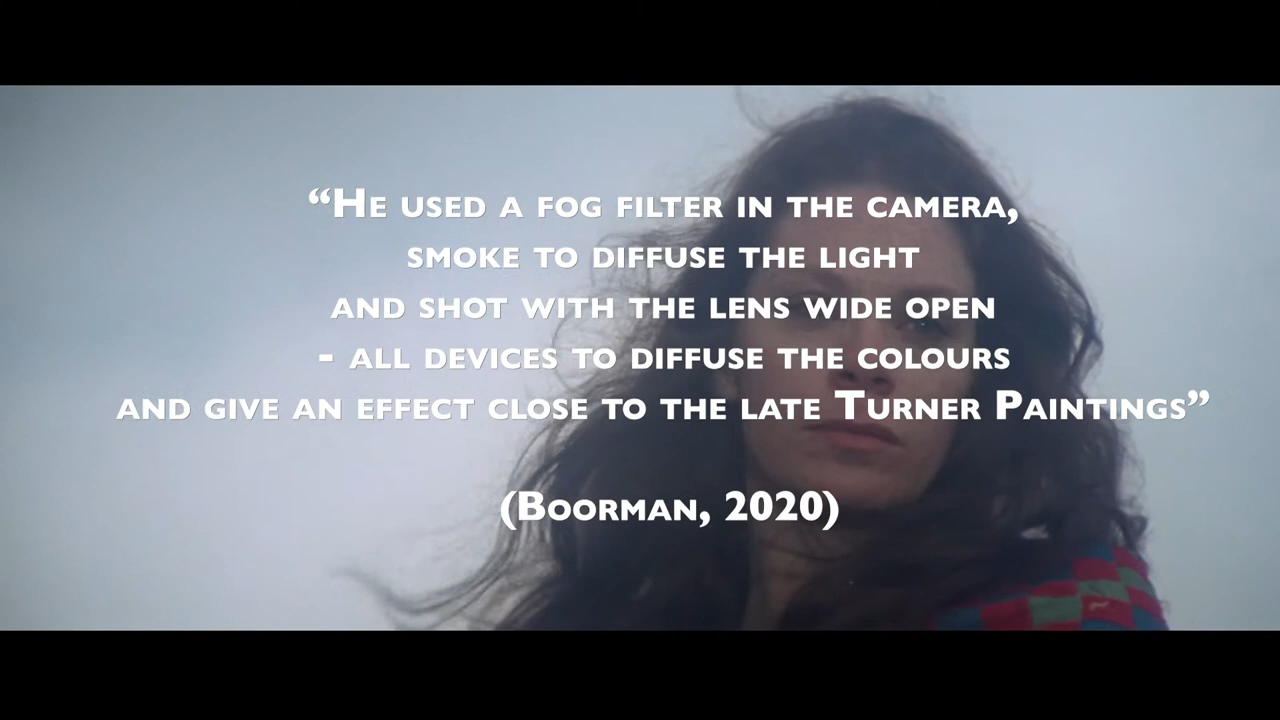 “He used a fog filter in the camera,
smoke to diffuse the light
and shot with the lens wide open
- all devices to diffuse the colours
and give an effect close to the late Turner Paintings”
(Boorman, 2020)